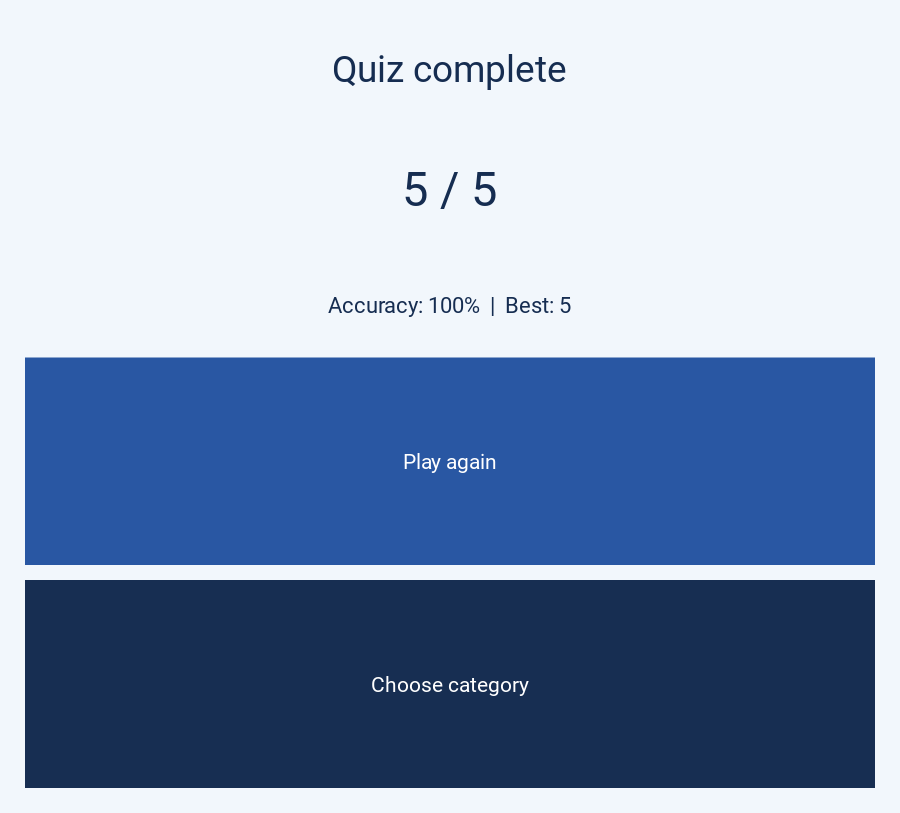 Quiz complete
5 / 5
Accuracy: 100% | Best: 5
Play again
Choose category